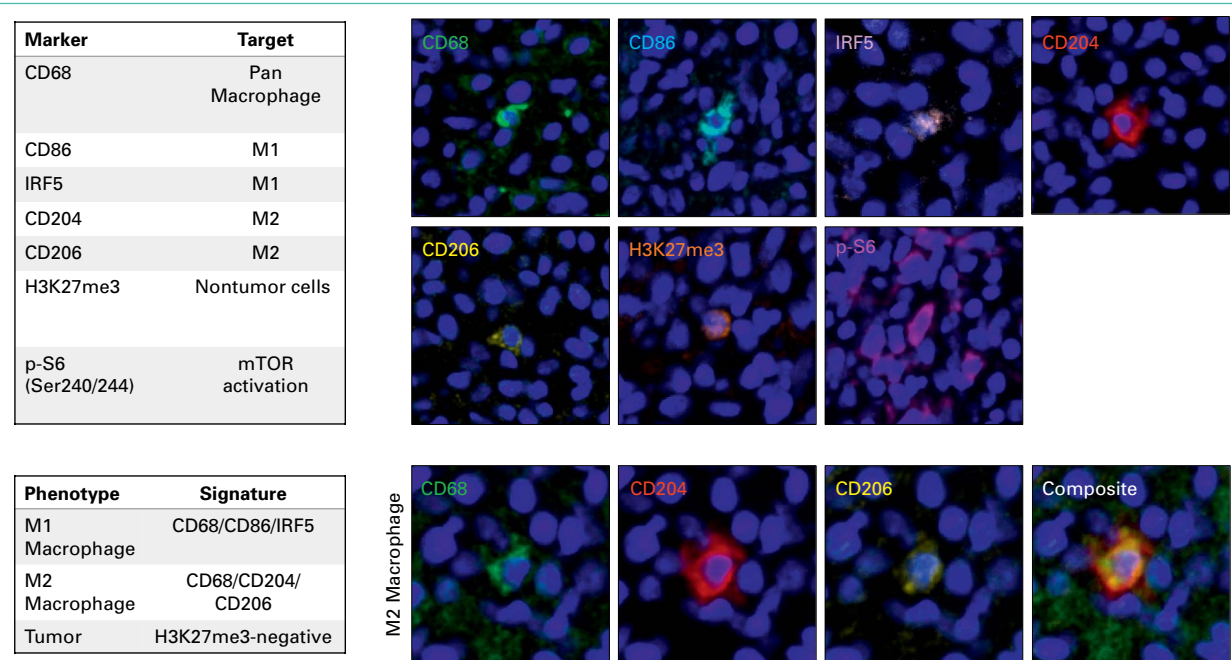 Marker Target
CD68 Pan
Macrophage
CD86 M1
IRF5 M1
CD204 M2
CD206 M2
H3K27me3 Nontumor cells
p-S6 mTOR
(Ser240/244) activation
CD68 CD86 IRF5 CD204
CD206 H3K27me3 p-S6
Phenotype Signature
M1 CD68/CD86/IRF5
Macrophage
M2 CD68/CD204/
Macrophage CD206
Tumor H3K27me3-negative
M2 Macrophage
CD68 CD204 CD206 Composite